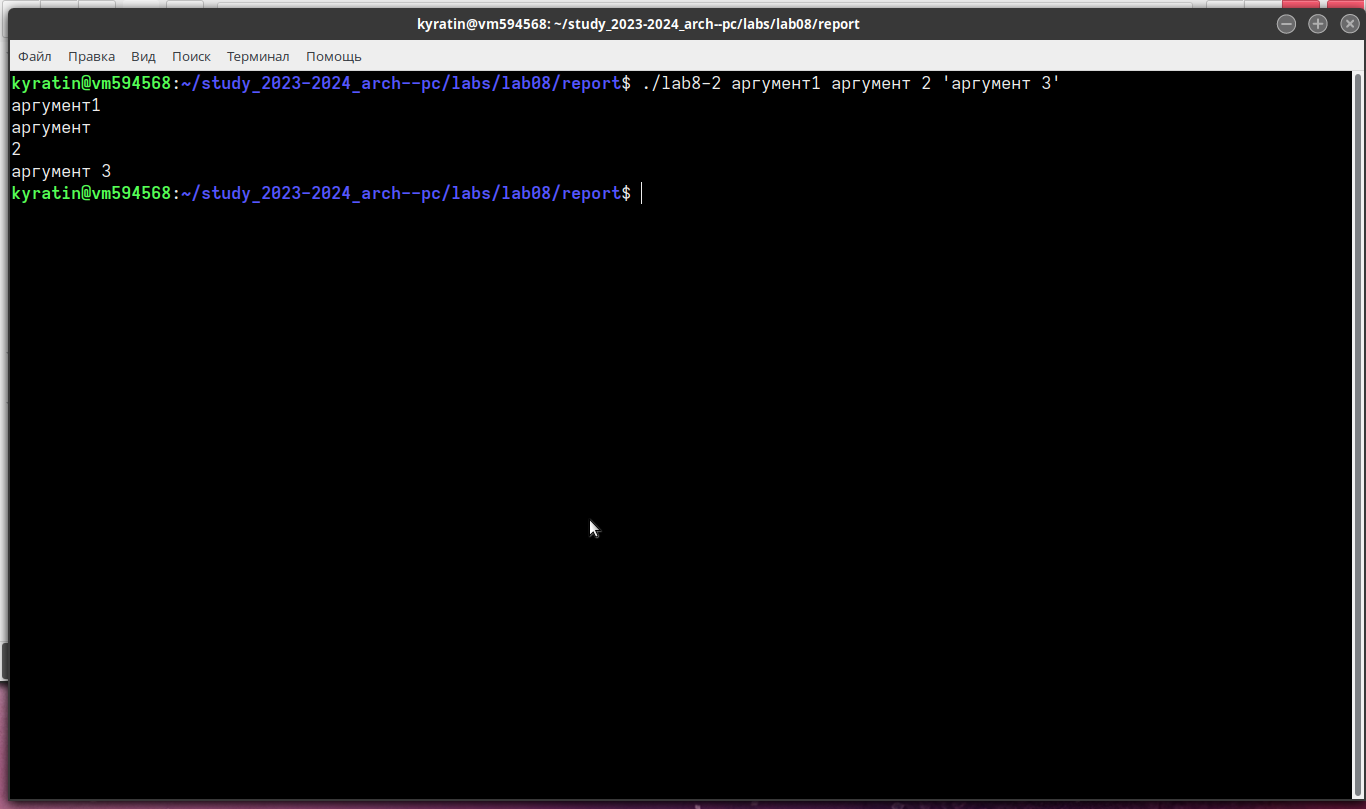 kyratin@vm594568: ~/study_2023-2024_arch--pc/labs/lab08/report
Файл Правка Вид Поиск Терминал Помощь
kyratin@vm594568:~/study_2023-2024_arch--pc/labs/lab08/report$ ./lab8-2 аргумент1 аргумент 2 'аргумент 3'
аргумент1
аргумент
2
аргумент 3
kyratin@vm594568:~/study_2023-2024_arch--pc/labs/lab08/report$